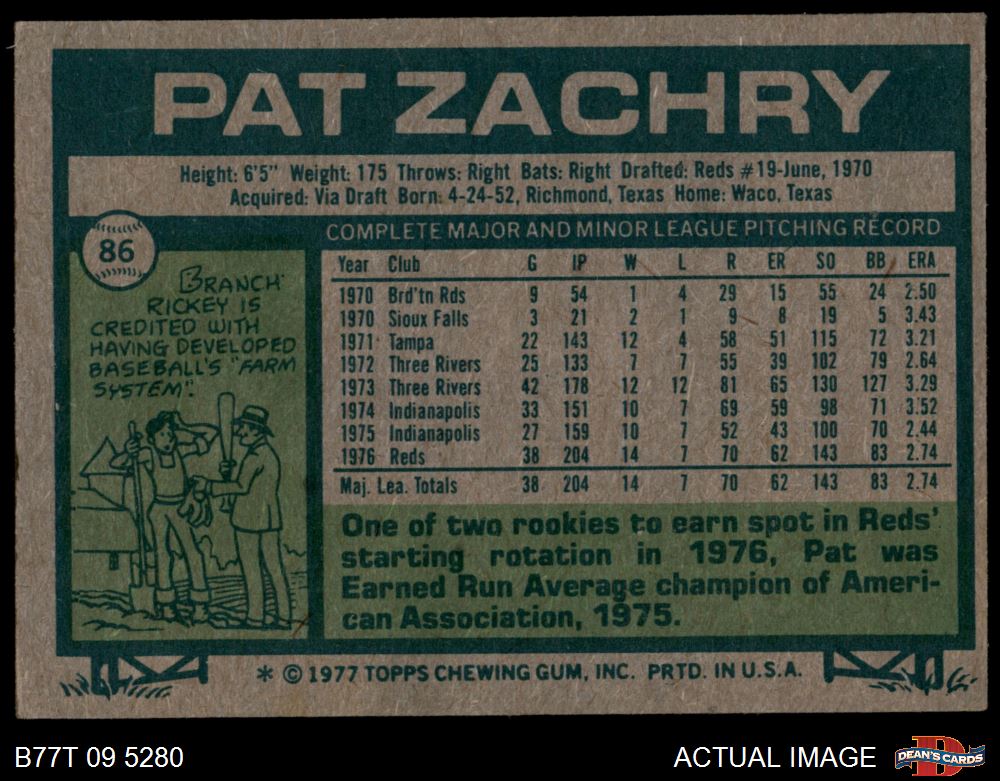 PAT ZACHRY
Height: 6'5" Weight: 175 Throws: Right Bats: Right Drafted: Reds #19-June, 1970
Acquired: Via Draft Born: 4-24-52, Richmond, Texas Home: Waco, Texas
86
BRANCH
RICKEY IS
CREDITED WITH
HAVING DEVELOPED
BASEBALL'S "FARM
SYSTEM".
COMPLETE MAJOR AND MINOR LEAGUE PITCHING RECORD
Year Club G IP W L R ER SO BB ERA
1970 Brd'tn Rds 9 54 1 4 29 15 55 24 2.50
1970 Sioux Falls 3 21 2 1 9 8 19 5 3.43
1971 Tampa 22 143 12 4 58 51 115 72 3.21
1972 Three Rivers 25 133 7 7 55 39 102 79 2.64
1973 Three Rivers 42 178 12 12 81 65 130 127 3.29
1974 Indianapolis 33 151 10 7 69 59 98 71 3.52
1975 Indianapolis 27 159 10 7 52 43 100 70 2.44
1976 Reds 38 204 14 7 70 62 143 83 2.74
Maj. Lea. Totals 38 204 14 7 70 62 143 83 2.74
One of two rookies to earn spot in Reds'
starting rotation in 1976, Pat was
Earned Run Average champion of Ameri-
can Association, 1975.
* © 1977 TOPPS CHEWING GUM, INC. PRTD. IN U.S.A.
B77T 09 5280
ACTUAL IMAGE
D
DEAN'S CARDS